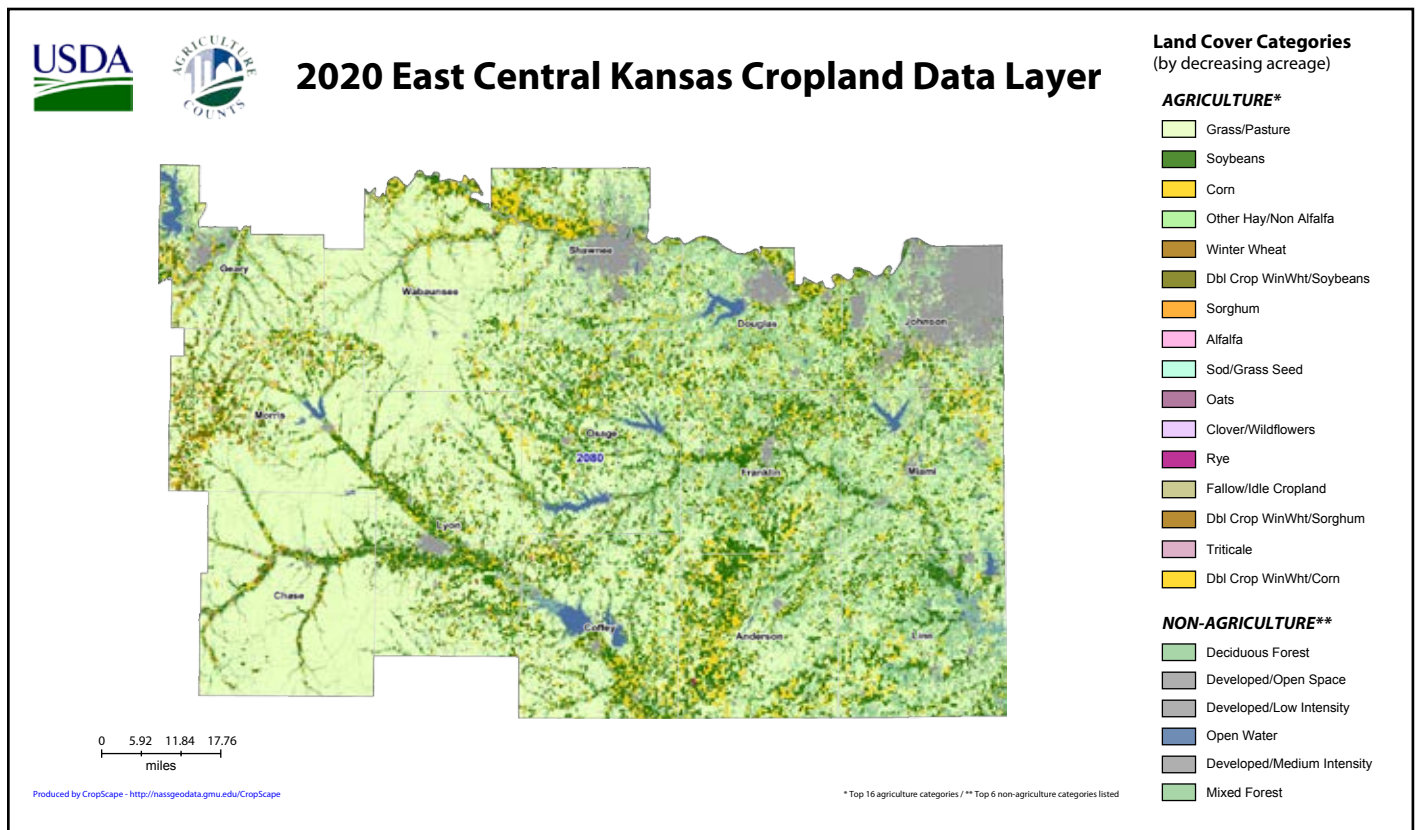 USDA
AGRICULTURE
COUNTS
2020 East Central Kansas Cropland Data Layer
Land Cover Categories
(by decreasing acreage)
AGRICULTURE*
Grass/Pasture
Soybeans
Corn
Other Hay/Non Alfalfa
Winter Wheat
Dbl Crop WinWht/Soybeans
Sorghum
Alfalfa
Sod/Grass Seed
Oats
Clover/Wildflowers
Rye
Fallow/Idle Cropland
Dbl Crop WinWht/Sorghum
Triticale
Dbl Crop WinWht/Corn
NON-AGRICULTURE**
Deciduous Forest
Developed/Open Space
Developed/Low Intensity
Open Water
Developed/Medium Intensity
Mixed Forest
Shawnee
Geary
Wabaunsee
Douglas
Johnson
Morris
Osage
2080
Franklin
Miami
Lyon
Chase
Coffey
Anderson
Linn
0 5.92 11.84 17.76
miles
Produced by CropScape - http://nassgeodata.gmu.edu/CropScape
* Top 16 agriculture categories / ** Top 6 non-agriculture categories listed